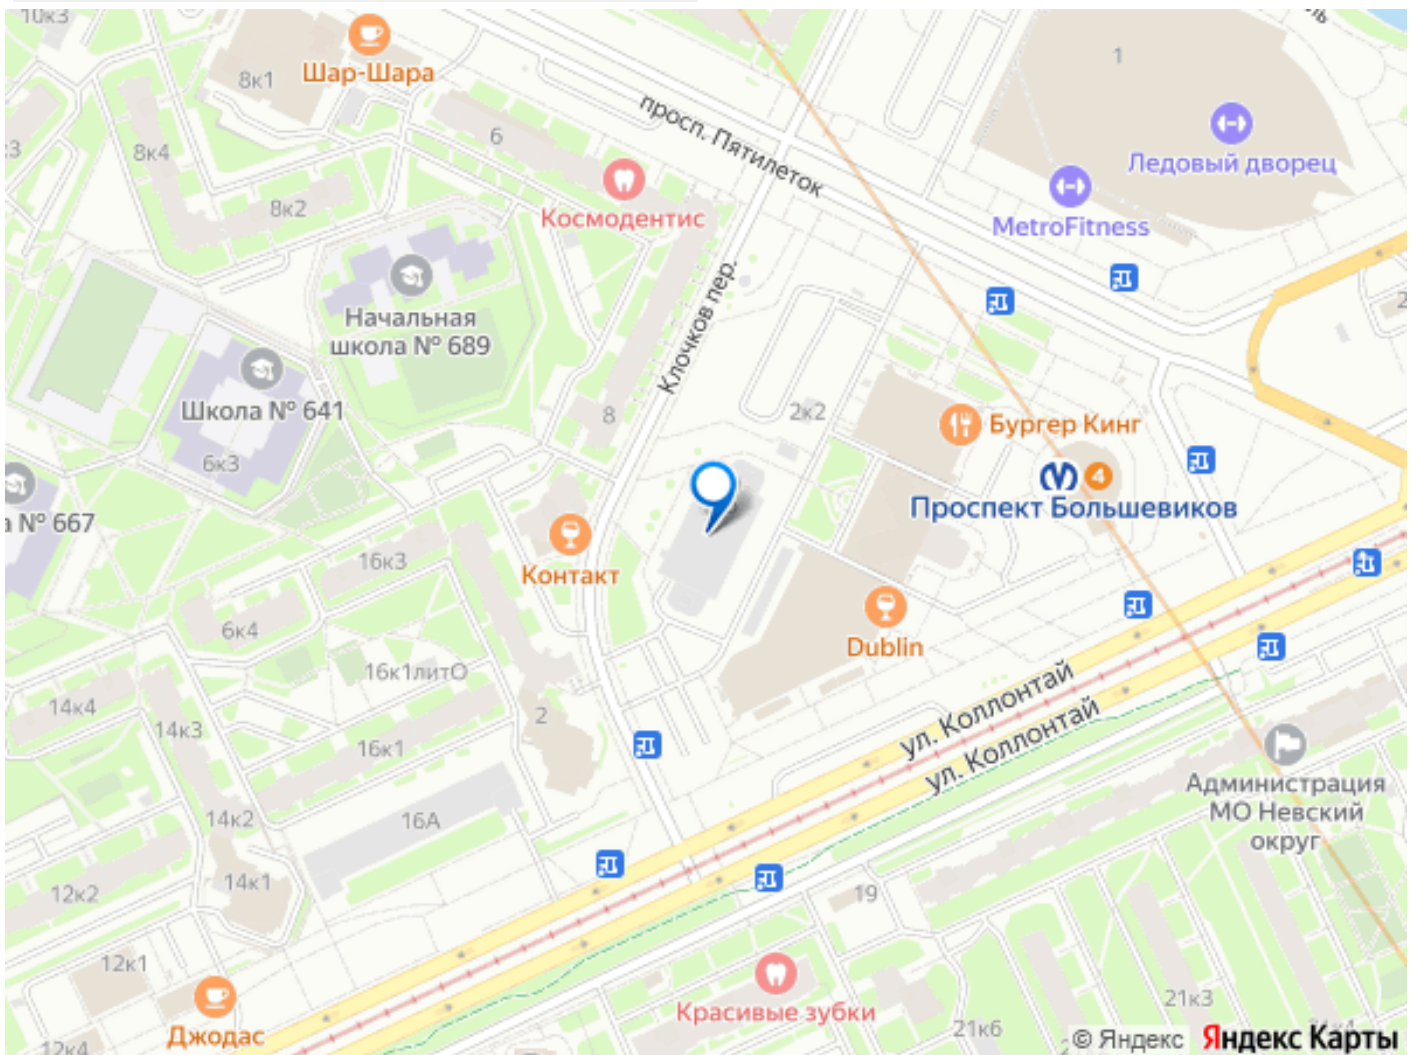 10к3
Шар-Шара
8к1
1
просп. Пятилеток
6
8к4
Ледовый дворец
8к2
Космодентис
MetroFitness
Клочков пер.
Начальная
школа № 689
Школа № 641
8
2к2
Бургер Кинг
6к3
4
Проспект Большевиков
№ 667
16к3
Контакт
6к4
Dublin
16к1литО
14к4
2
14к3
ул. Коллонтай
16к1
ул. Коллонтай
Администрация
МО Невский
округ
14к2
16А
14к1
12к2
19
12к1
Красивые зубки
21к3
Джодас
21к6
12к4
© Яндекс
Яндекс Карты